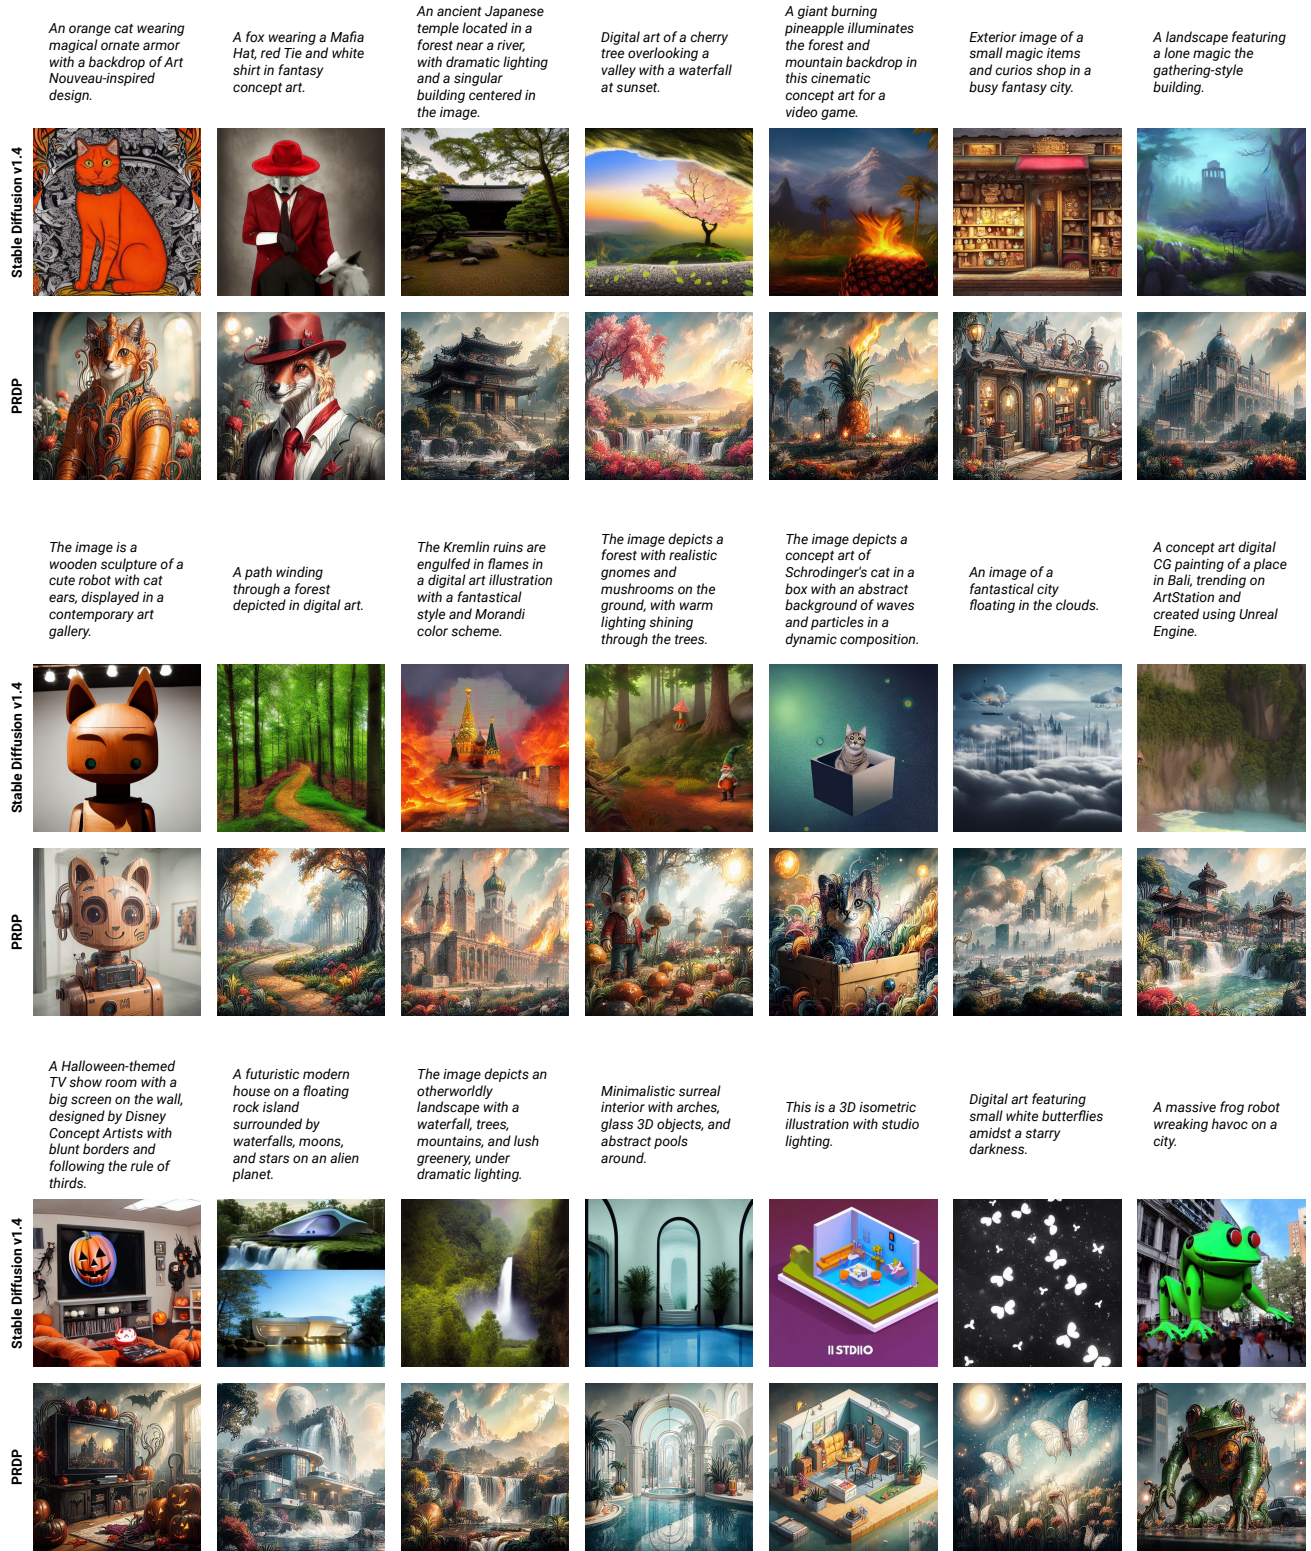 An orange cat wearing
magical ornate armor
with a backdrop of Art
Nouveau-inspired
design.
A fox wearing a Mafia
Hat, red Tie and white
shirt in fantasy
concept art.
An ancient Japanese
temple located in a
forest near a river,
with dramatic lighting
and a singular
building centered in
the image.
Digital art of a cherry
tree overlooking a
valley with a waterfall
at sunset.
A giant burning
pineapple illuminates
the forest and
mountain backdrop in
this cinematic
concept art for a
video game.
Exterior image of a
small magic items
and curios shop in a
busy fantasy city.
A landscape featuring
a lone magic the
gathering-style
building.
Stable Diffusion v1.4
PRDP
The image is a
wooden sculpture of a
cute robot with cat
ears, displayed in a
contemporary art
gallery.
A path winding
through a forest
depicted in digital art.
The Kremlin ruins are
engulfed in flames in
a digital art illustration
with a fantastical
style and Morandi
color scheme.
The image depicts a
forest with realistic
gnomes and
mushrooms on the
ground, with warm
lighting shining
through the trees.
The image depicts a
concept art of
Schrodinger's cat in a
box with an abstract
background of waves
and particles in a
dynamic composition.
An image of a
fantastical city
floating in the clouds.
A concept art digital
CG painting of a place
in Bali, trending on
ArtStation and
created using Unreal
Engine.
Stable Diffusion v1.4
PRDP
A Halloween-themed
TV show room with a
big screen on the wall,
designed by Disney
Concept Artists with
blunt borders and
following the rule of
thirds.
A futuristic modern
house on a floating
rock island
surrounded by
waterfalls, moons,
and stars on an alien
planet.
The image depicts an
otherworldly
landscape with a
waterfall, trees,
mountains, and lush
greenery, under
dramatic lighting.
Minimalistic surreal
interior with arches,
glass 3D objects, and
abstract pools
around.
This is a 3D isometric
illustration with studio
lighting.
Digital art featuring
small white butterflies
amidst a starry
darkness.
A massive frog robot
wreaking havoc on a
city.
Stable Diffusion v1.4
PRDP